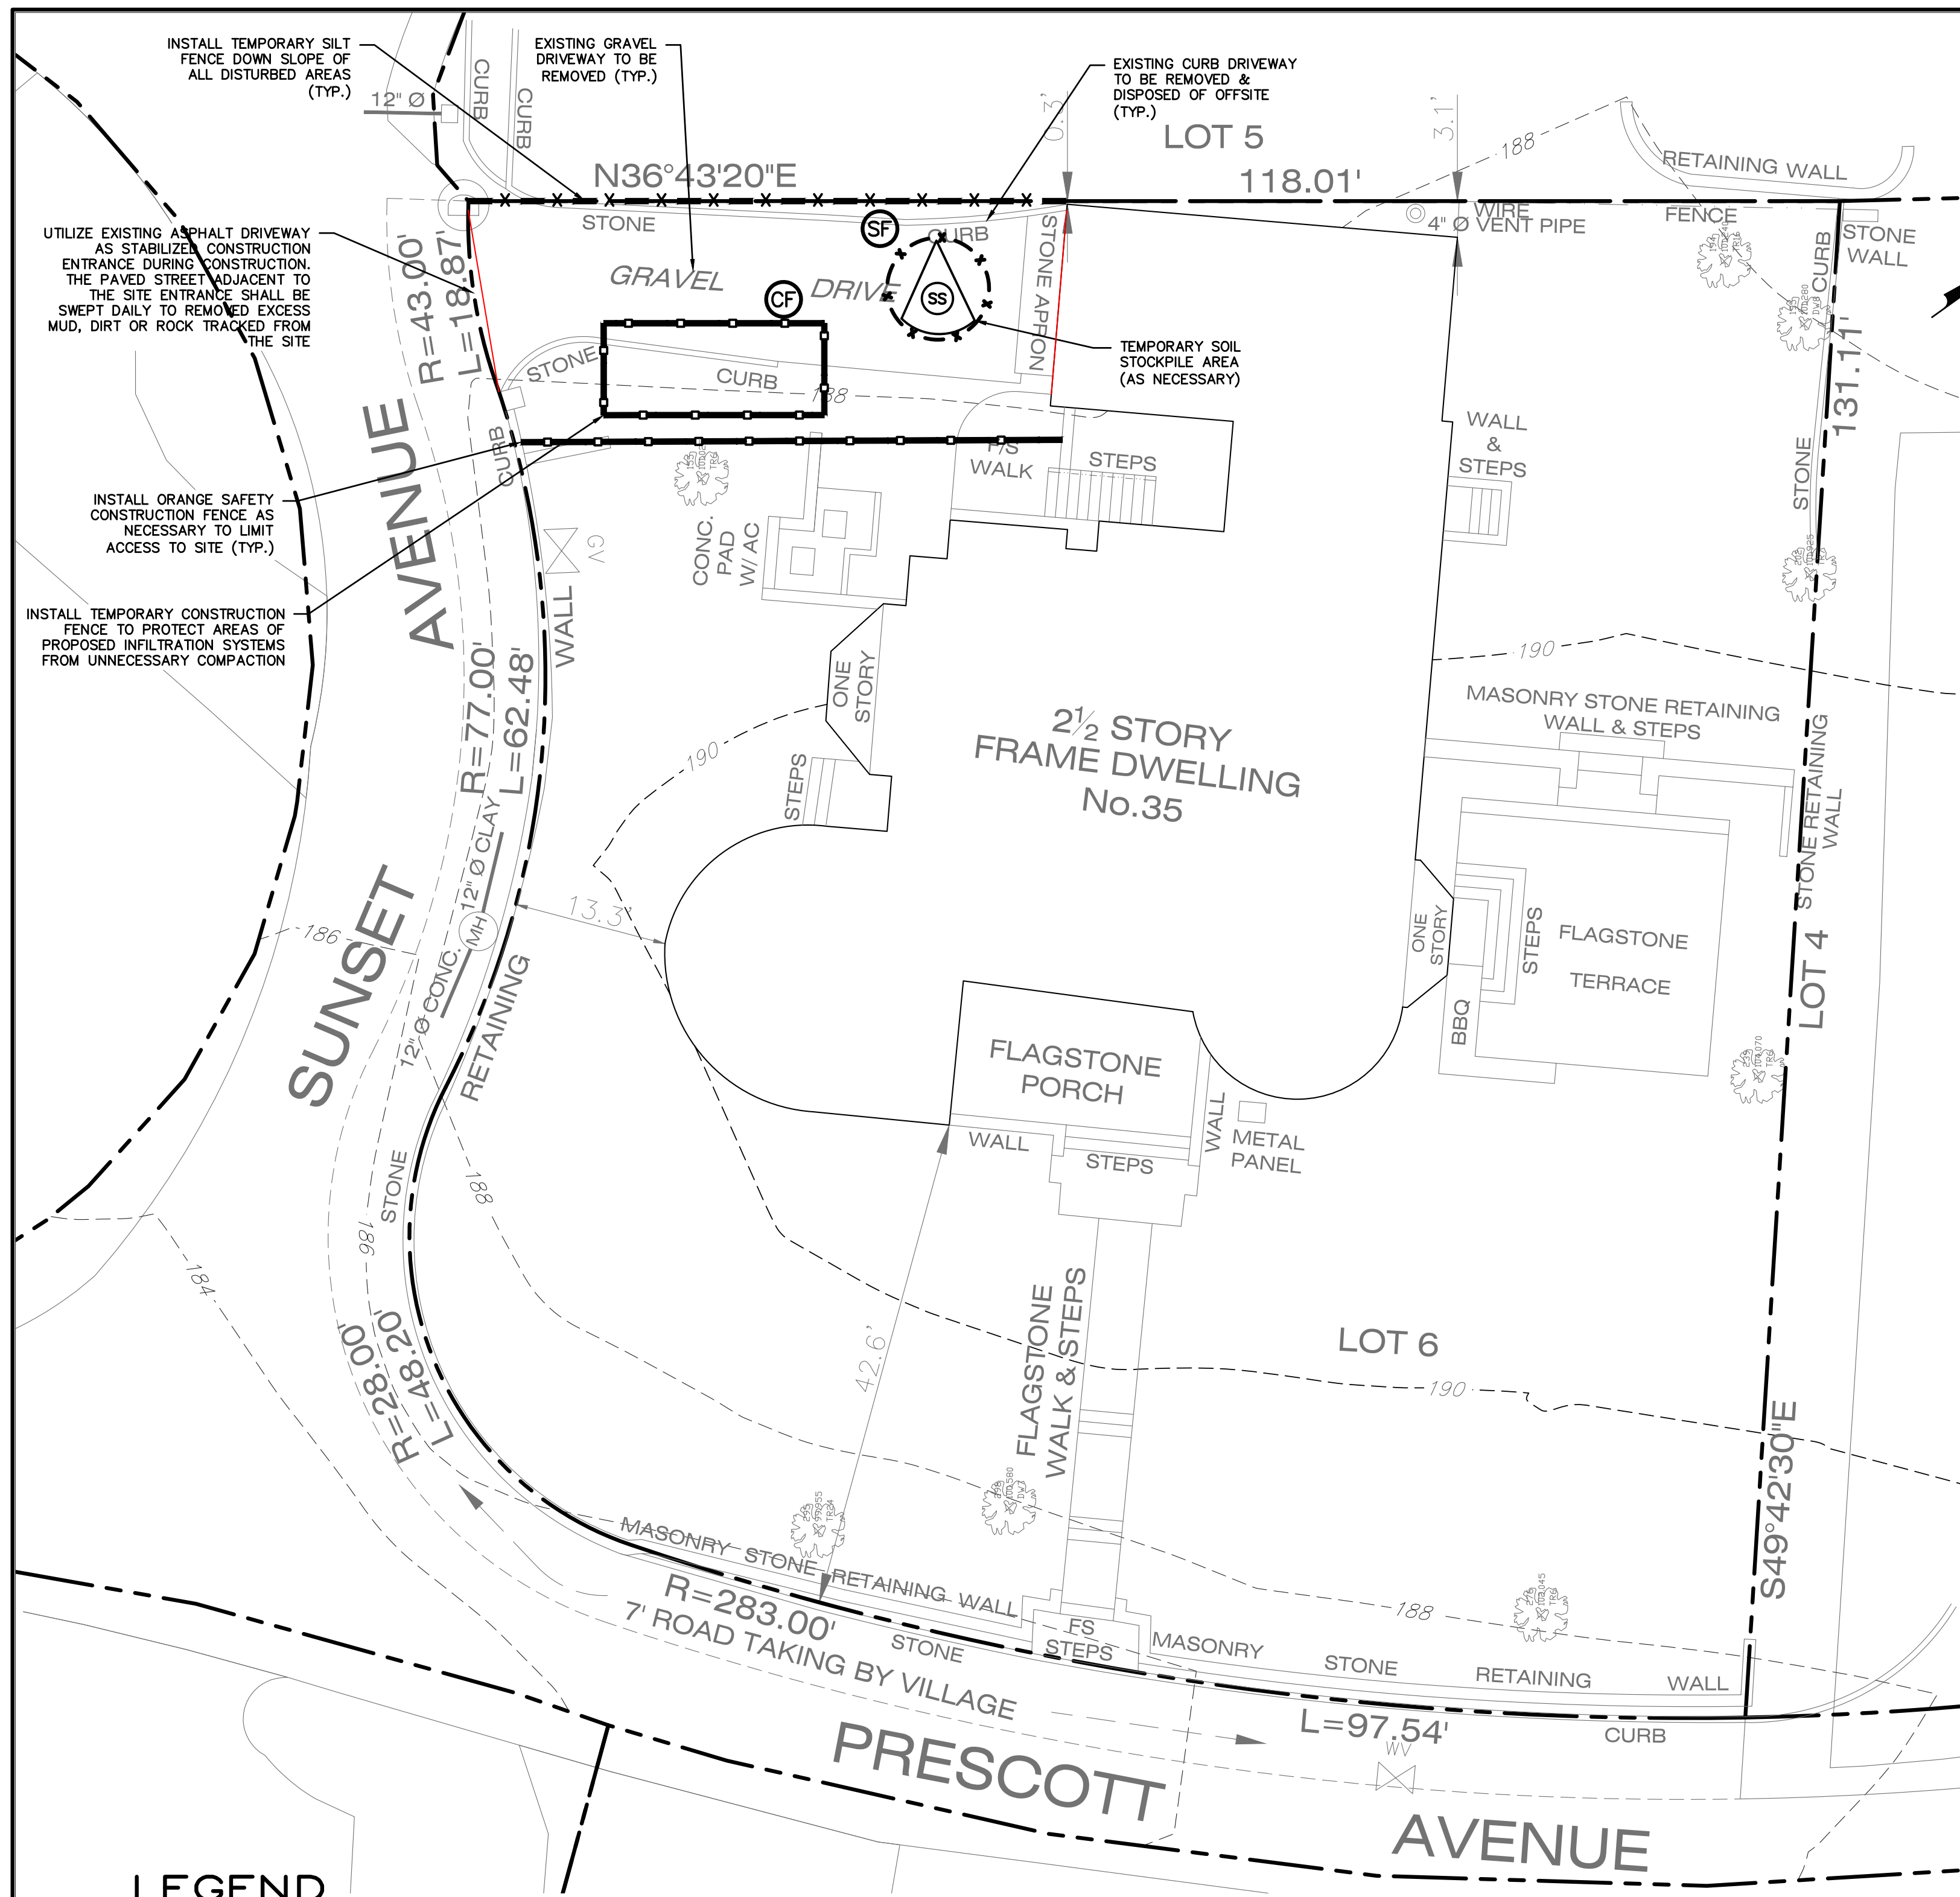 INSTALL TEMPORARY SILT
FENCE DOWN SLOPE OF
ALL DISTURBED AREAS
(TYP.)
EXISTING GRAVEL
DRIVEWAY TO BE
REMOVED (TYP.)
EXISTING CURB DRIVEWAY
TO BE REMOVED &
DISPOSED OF OFFSITE
(TYP.)
CURB
CURB
12" Ø
0.3'
LOT 5
3.1'
188
RETAINING WALL
N36°43'20"E
118.01'
STONE
SF
CURB
WIRE
FENCE
4" Ø VENT PIPE
STONE
WALL
CURB
UTILIZE EXISTING ASPHALT DRIVEWAY
AS STABILIZED CONSTRUCTION
ENTRANCE DURING CONSTRUCTION.
THE PAVED STREET ADJACENT TO
THE SITE ENTRANCE SHALL BE
SWEPT DAILY TO REMOVED EXCESS
MUD, DIRT OR ROCK TRACKED FROM
THE SITE
R=43.00'
L=18.87'
GRAVEL
DRIVE
CF
SS
STONE APPRON
TEMPORARY SOIL
STOCKPILE AREA
(AS NECESSARY)
131.11'
STONE
CURB
188
CURB
F/S
WALK
STEPS
WALL
&
STEPS
STONE
INSTALL ORANGE SAFETY
CONSTRUCTION FENCE AS
NECESSARY TO LIMIT
ACCESS TO SITE (TYP.)
AVENUE
GV
CONC.
PAD
W/ AC
INSTALL TEMPORARY CONSTRUCTION
FENCE TO PROTECT AREAS OF
PROPOSED INFILTRATION SYSTEMS
FROM UNNECESSARY COMPACTION
WALL
R=77.00'
L=62.48'
ONE
STORY
190
190
MASONRY STONE RETAINING
WALL & STEPS
2½ STORY
FRAME DWELLING
No.35
STEPS
STONE RETAINING
WALL
12" Ø CLAY
MH
12" Ø CONC.
13.3'
186
SUNSET
RETAINING
ONE
STORY
STEPS
FLAGSTONE
TERRACE
BBQ
LOT 4
FLAGSTONE
PORCH
WALL
STEPS
WALL
METAL
PANEL
STONE
188
186
184
R=28.00'
L=48.20'
42.6'
FLAGSTONE
WALK & STEPS
LOT 6
190
S49°42'30"E
MASONRY STONE RETAINING WALL
R=283.00'
7' ROAD TAKING BY VILLAGE
STONE
FS
STEPS
188
MASONRY STONE RETAINING WALL
L=97.54'
CURB
WV
PRESCOTT
AVENUE
LEGEND